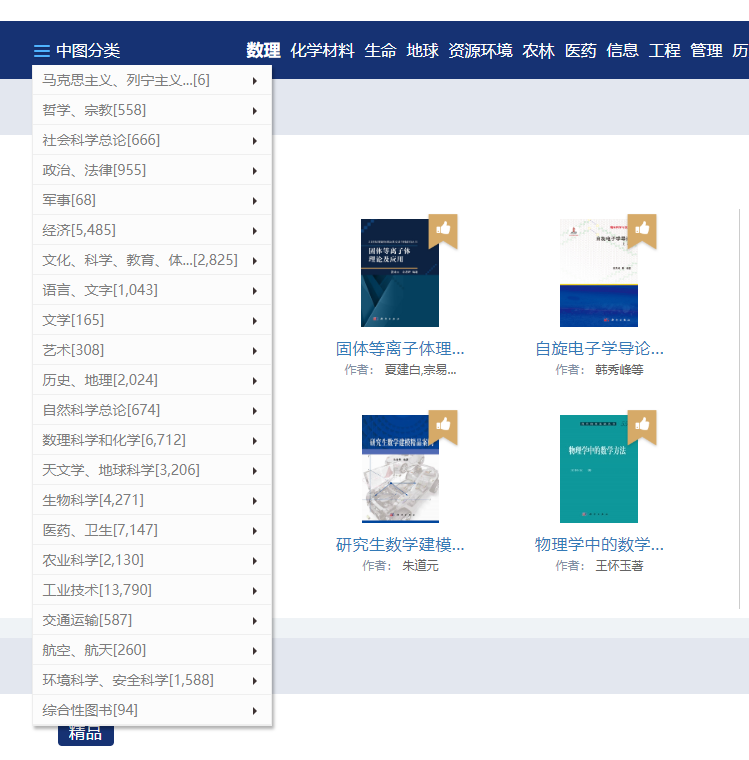 中图分类
数理 化学材料 生命 地球 资源环境 农林 医药 信息 工程 管理 历
马克思主义、列宁主义...[6]
哲学、宗教[558]
社会科学总论[666]
政治、法律[955]
军事[68]
经济[5,485]
文化、科学、教育、体...[2,825]
语言、文字[1,043]
文学[165]
艺术[308]
历史、地理[2,024]
自然科学总论[674]
数理科学和化学[6,712]
天文学、地球科学[3,206]
生物科学[4,271]
医药、卫生[7,147]
农业科学[2,130]
工业技术[13,790]
交通运输[587]
航空、航天[260]
环境科学、安全科学[1,588]
综合性图书[94]
精品
固体等离子体
理论及应用
固体等离子体理...
作者： 夏建白,宗易...
自旋电子学导
自旋电子学导论...
作者： 韩秀峰等
研究生数学建模精品案例
研究生数学建模...
作者： 朱道元
物理学中的数学方法
物理学中的数学...
作者： 王怀玉著